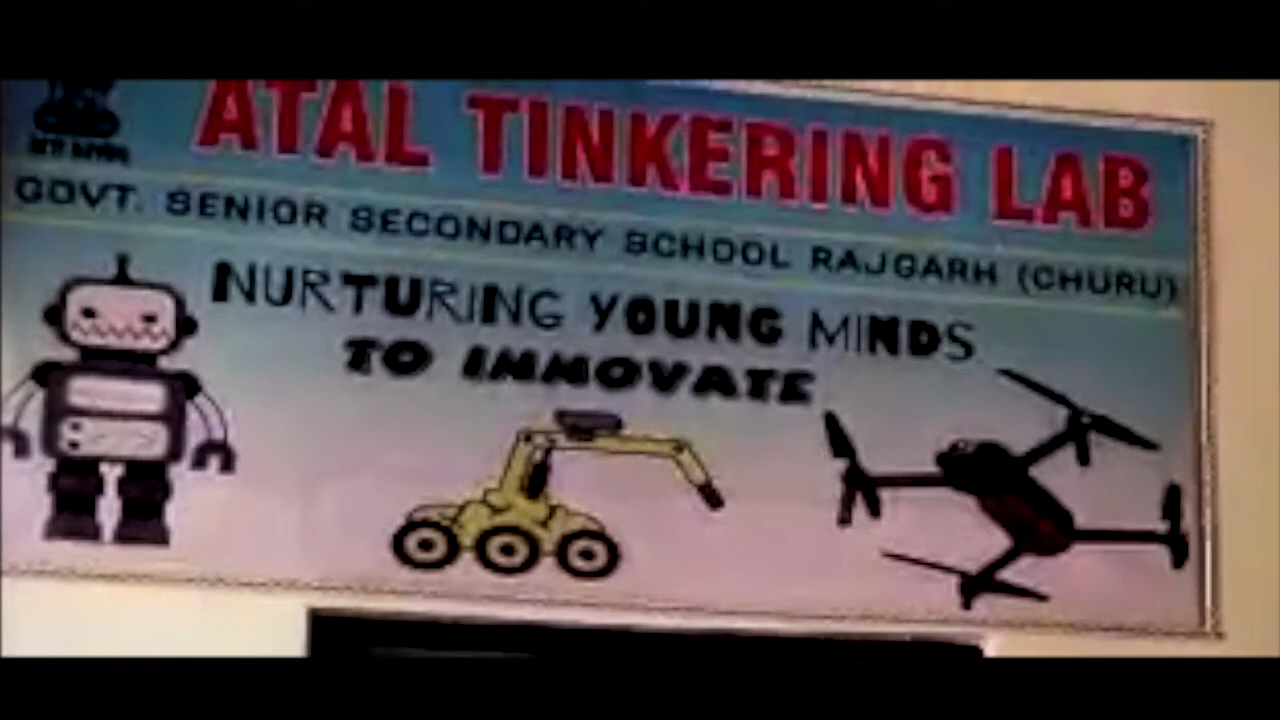 ATAL TINKERING LAB
GOVT. SENIOR SECONDARY SCHOOL RAJGARH (CHURU)
NURTURING YOUNG MINDS
TO INNOVATE